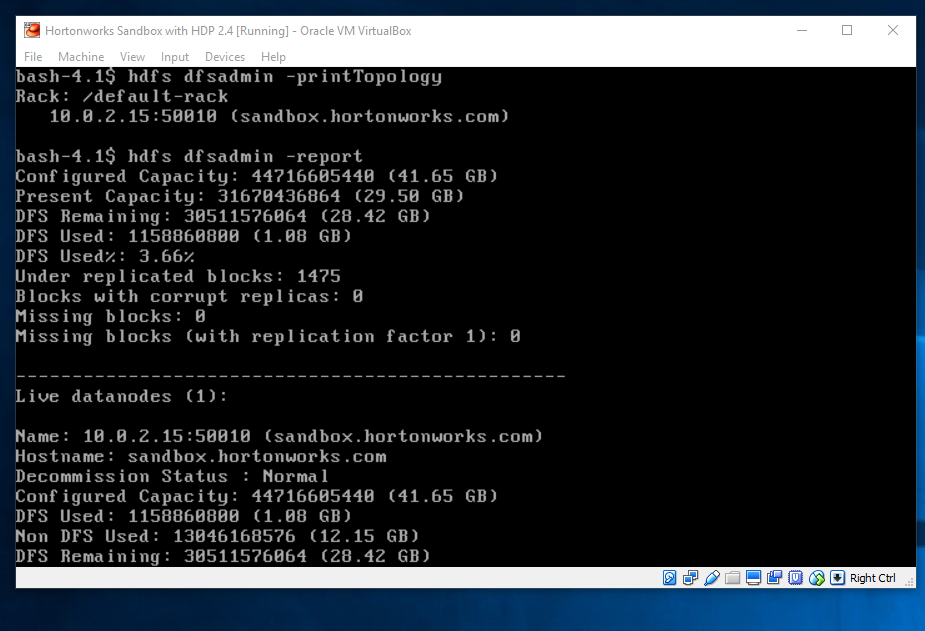 Hortonworks Sandbox with HDP 2.4 [Running] - Oracle VM VirtualBox
File Machine View Input Devices Help
bash-4.1$ hdfs dfsadmin -printTopology
Rack: /default-rack
   10.0.2.15:50010 (sandbox.hortonworks.com)
bash-4.1$ hdfs dfsadmin -report
Configured Capacity: 44716605440 (41.65 GB)
Present Capacity: 31670436864 (29.50 GB)
DFS Remaining: 30511576064 (28.42 GB)
DFS Used: 1158860800 (1.08 GB)
DFS Used%: 3.66%
Under replicated blocks: 1475
Blocks with corrupt replicas: 0
Missing blocks: 0
Missing blocks (with replication factor 1): 0
-------------------------------------------------
Live datanodes (1):
Name: 10.0.2.15:50010 (sandbox.hortonworks.com)
Hostname: sandbox.hortonworks.com
Decommission Status : Normal
Configured Capacity: 44716605440 (41.65 GB)
DFS Used: 1158860800 (1.08 GB)
Non DFS Used: 13046168576 (12.15 GB)
DFS Remaining: 30511576064 (28.42 GB)
Right Ctrl